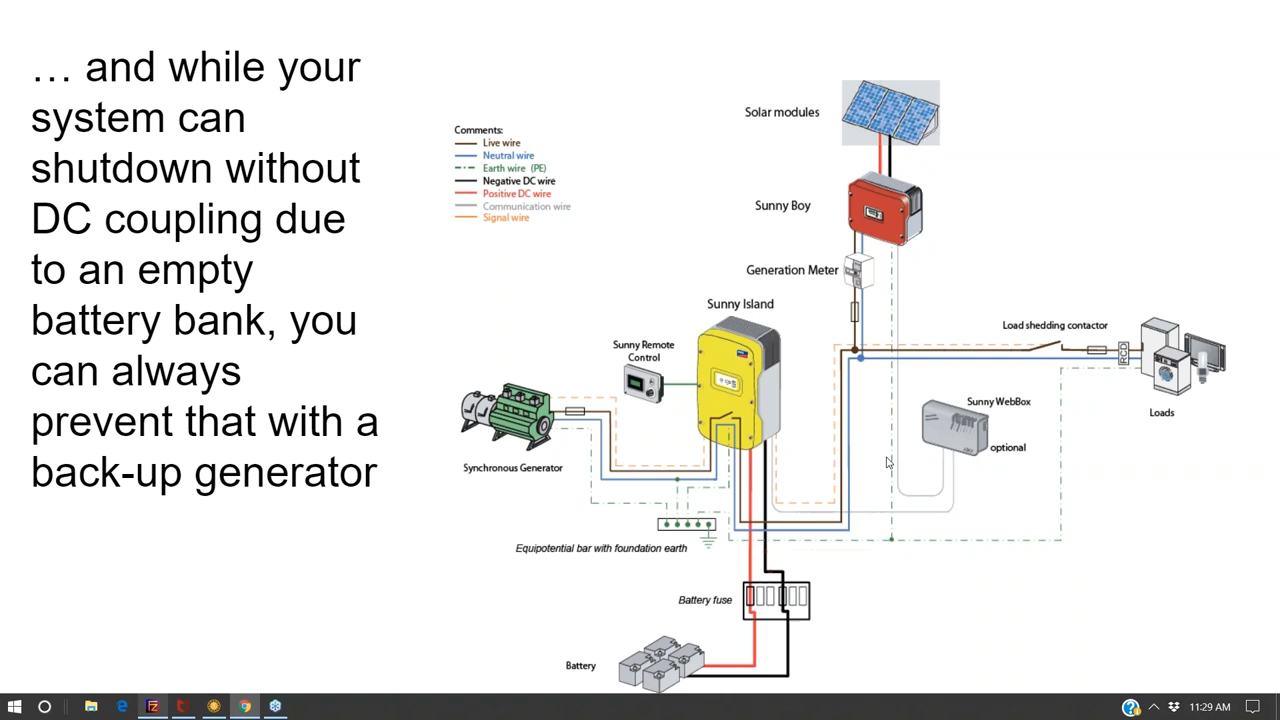 … and while your
system can
shutdown without
DC coupling due
to an empty
battery bank, you
can always
prevent that with a
back-up generator
Comments:
Live wire
Neutral wire
Earth wire (PE)
Negative DC wire
Positive DC wire
Communication wire
Signal wire
Solar modules
Sunny Boy
Generation Meter
Sunny Island
Sunny Remote
Control
Load shedding contactor
RCD
Loads
Sunny WebBox
optional
Synchronous Generator
Equipotential bar with foundation earth
Battery fuse
Battery
11:29 AM